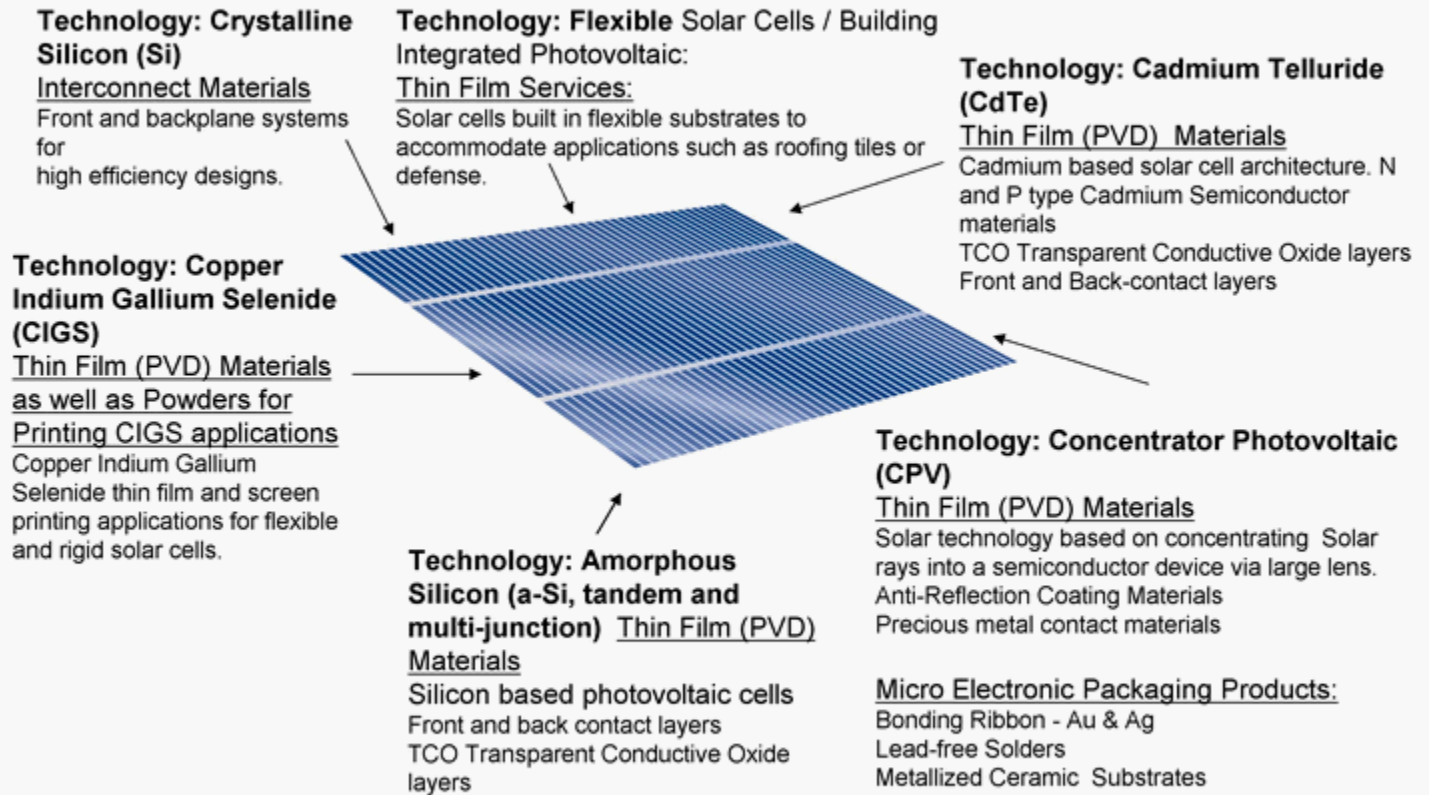 Technology: Crystalline
Silicon (Si)
Interconnect Materials
Front and backplane systems
for
high efficiency designs.
Technology: Flexible Solar Cells / Building
Integrated Photovoltaic:
Thin Film Services:
Solar cells built in flexible substrates to
accommodate applications such as roofing tiles or
defense.
Technology: Cadmium Telluride
(CdTe)
Thin Film (PVD) Materials
Cadmium based solar cell architecture. N
and P type Cadmium Semiconductor
materials
TCO Transparent Conductive Oxide layers
Front and Back-contact layers
Technology: Copper
Indium Gallium Selenide
(CIGS)
Thin Film (PVD) Materials
as well as Powders for
Printing CIGS applications
Copper Indium Gallium
Selenide thin film and screen
printing applications for flexible
and rigid solar cells.
Technology: Amorphous
Silicon (a-Si, tandem and
multi-junction) Thin Film (PVD)
Materials
Silicon based photovoltaic cells
Front and back contact layers
TCO Transparent Conductive Oxide
layers
Technology: Concentrator Photovoltaic
(CPV)
Thin Film (PVD) Materials
Solar technology based on concentrating Solar
rays into a semiconductor device via large lens.
Anti-Reflection Coating Materials
Precious metal contact materials
Micro Electronic Packaging Products:
Bonding Ribbon - Au & Ag
Lead-free Solders
Metallized Ceramic Substrates